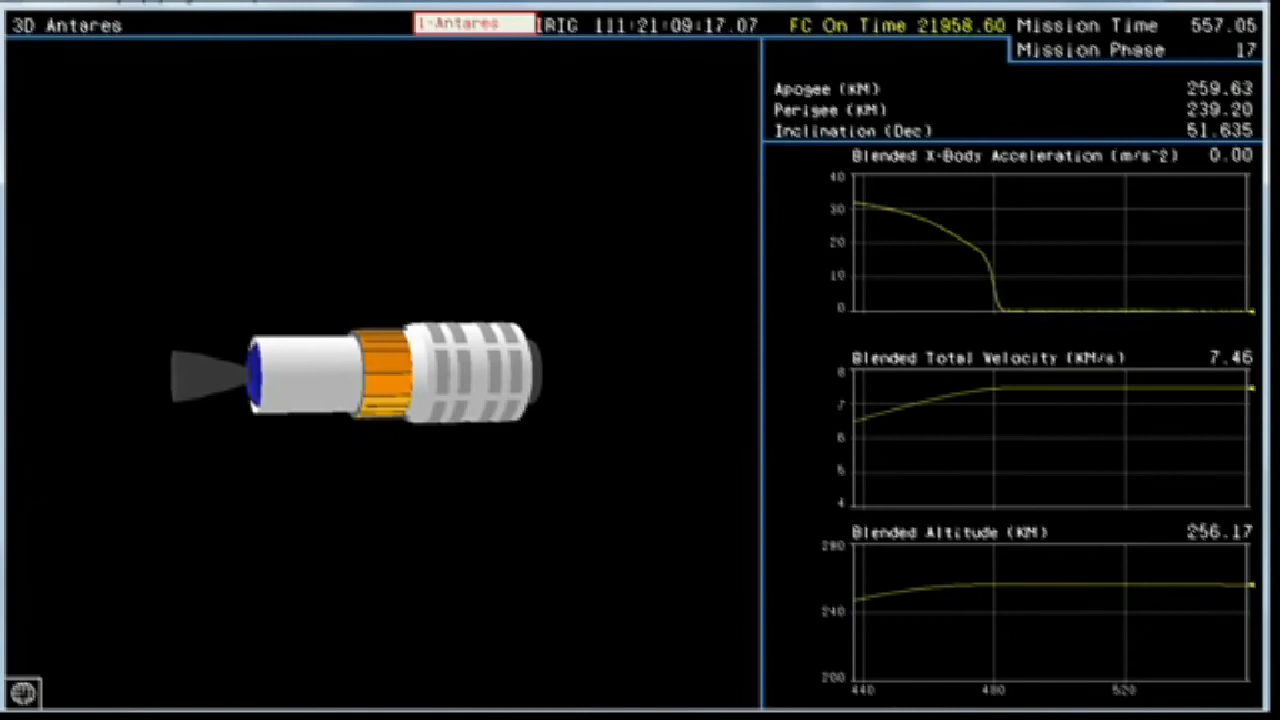 3D Antares
1-Antares
IRIG 111:21:09:17.07
FC On Time 21958.60
Mission Time 557.05
Mission Phase 17
Apogee (KM) 259.63
Perigee (KM) 239.20
Inclination (Dec) 51.635
Blended X-Body Acceleration (m/s^2) 0.00
40
30
20
10
0
Blended Total Velocity (KM/s) 7.46
8
7
6
5
4
Blended Altitude (KM) 256.17
280
240
200
440 480 520